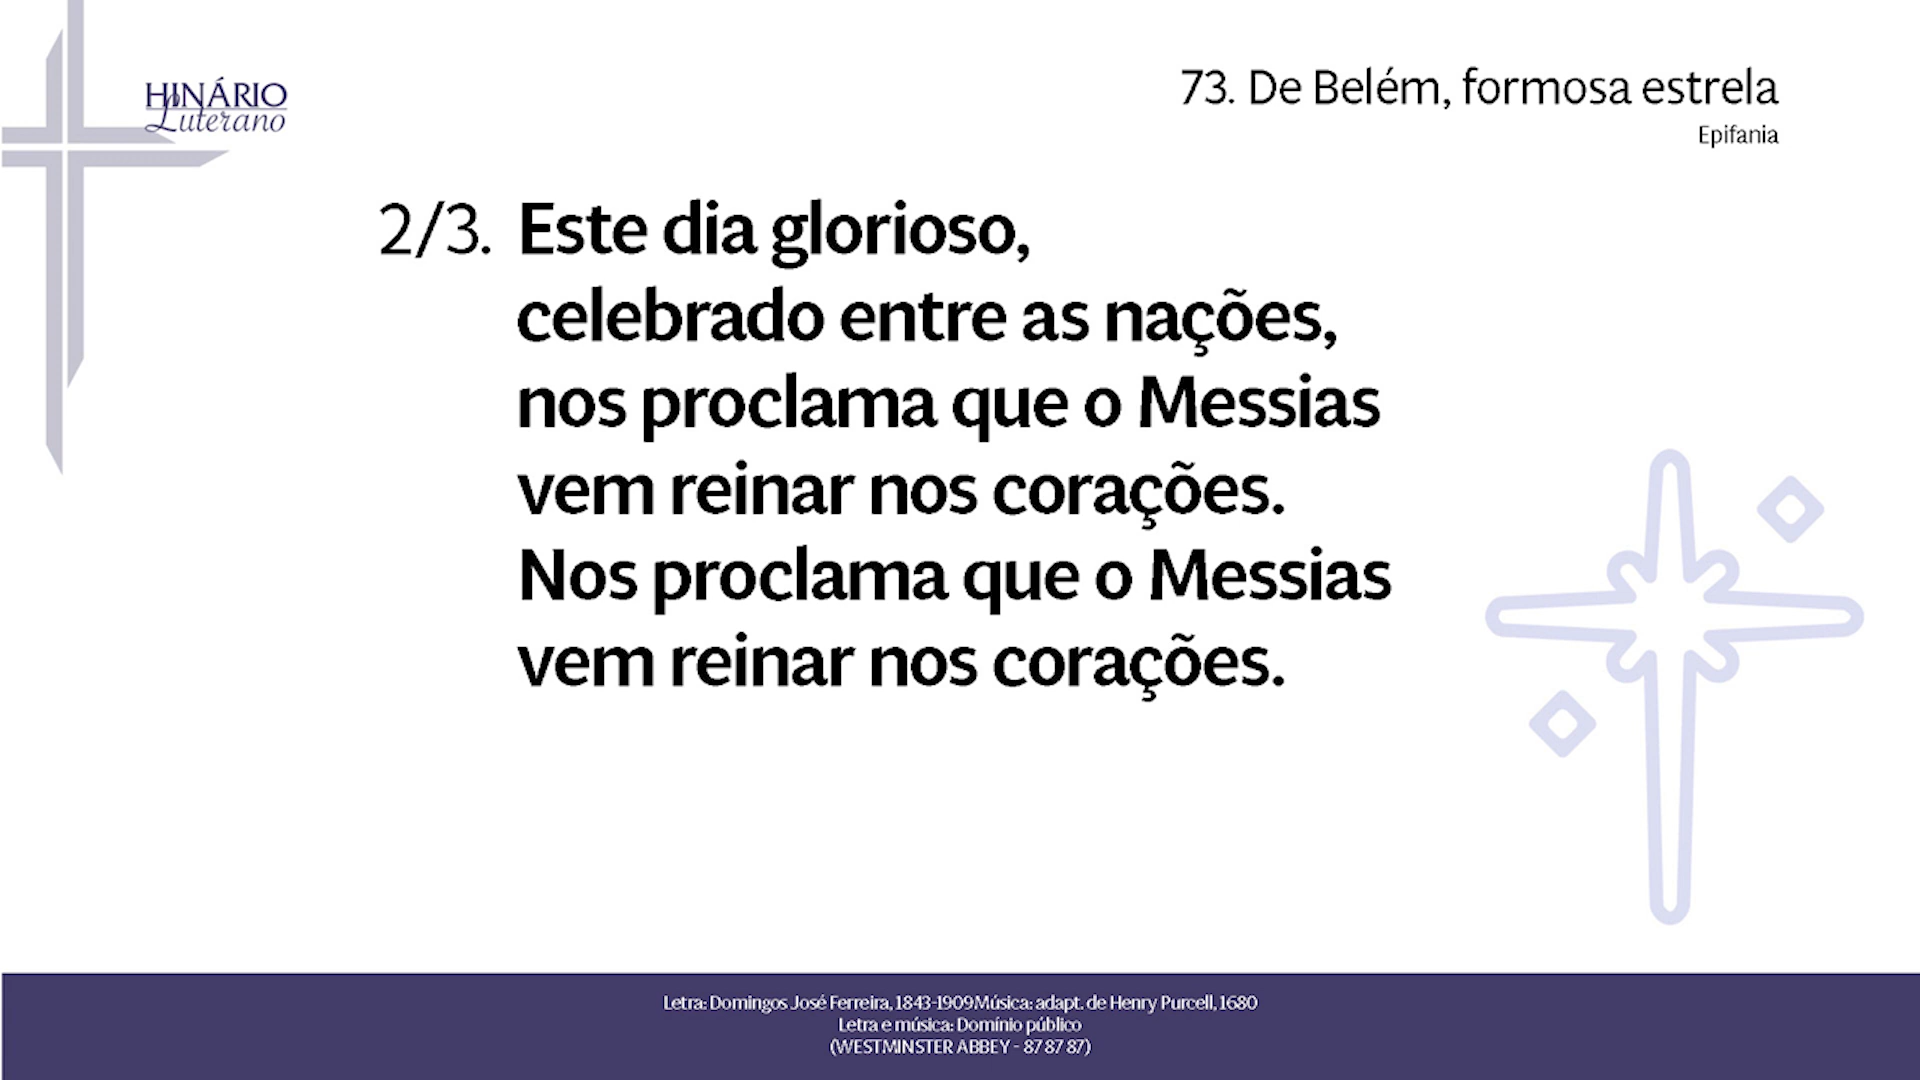 HINÁRIO
Luterano
73. De Belém, formosa estrela
Epifania
2/3. Este dia glorioso,
celebrado entre as nações,
nos proclama que o Messias
vem reinar nos corações.
Nos proclama que o Messias
vem reinar nos corações.
Letra: Domingos José Ferreira, 1843-1909Música: adapt. de Henry Purcell, 1680
Letra e música: Domínio público
(WESTMINSTER ABBEY - 87 87 87)